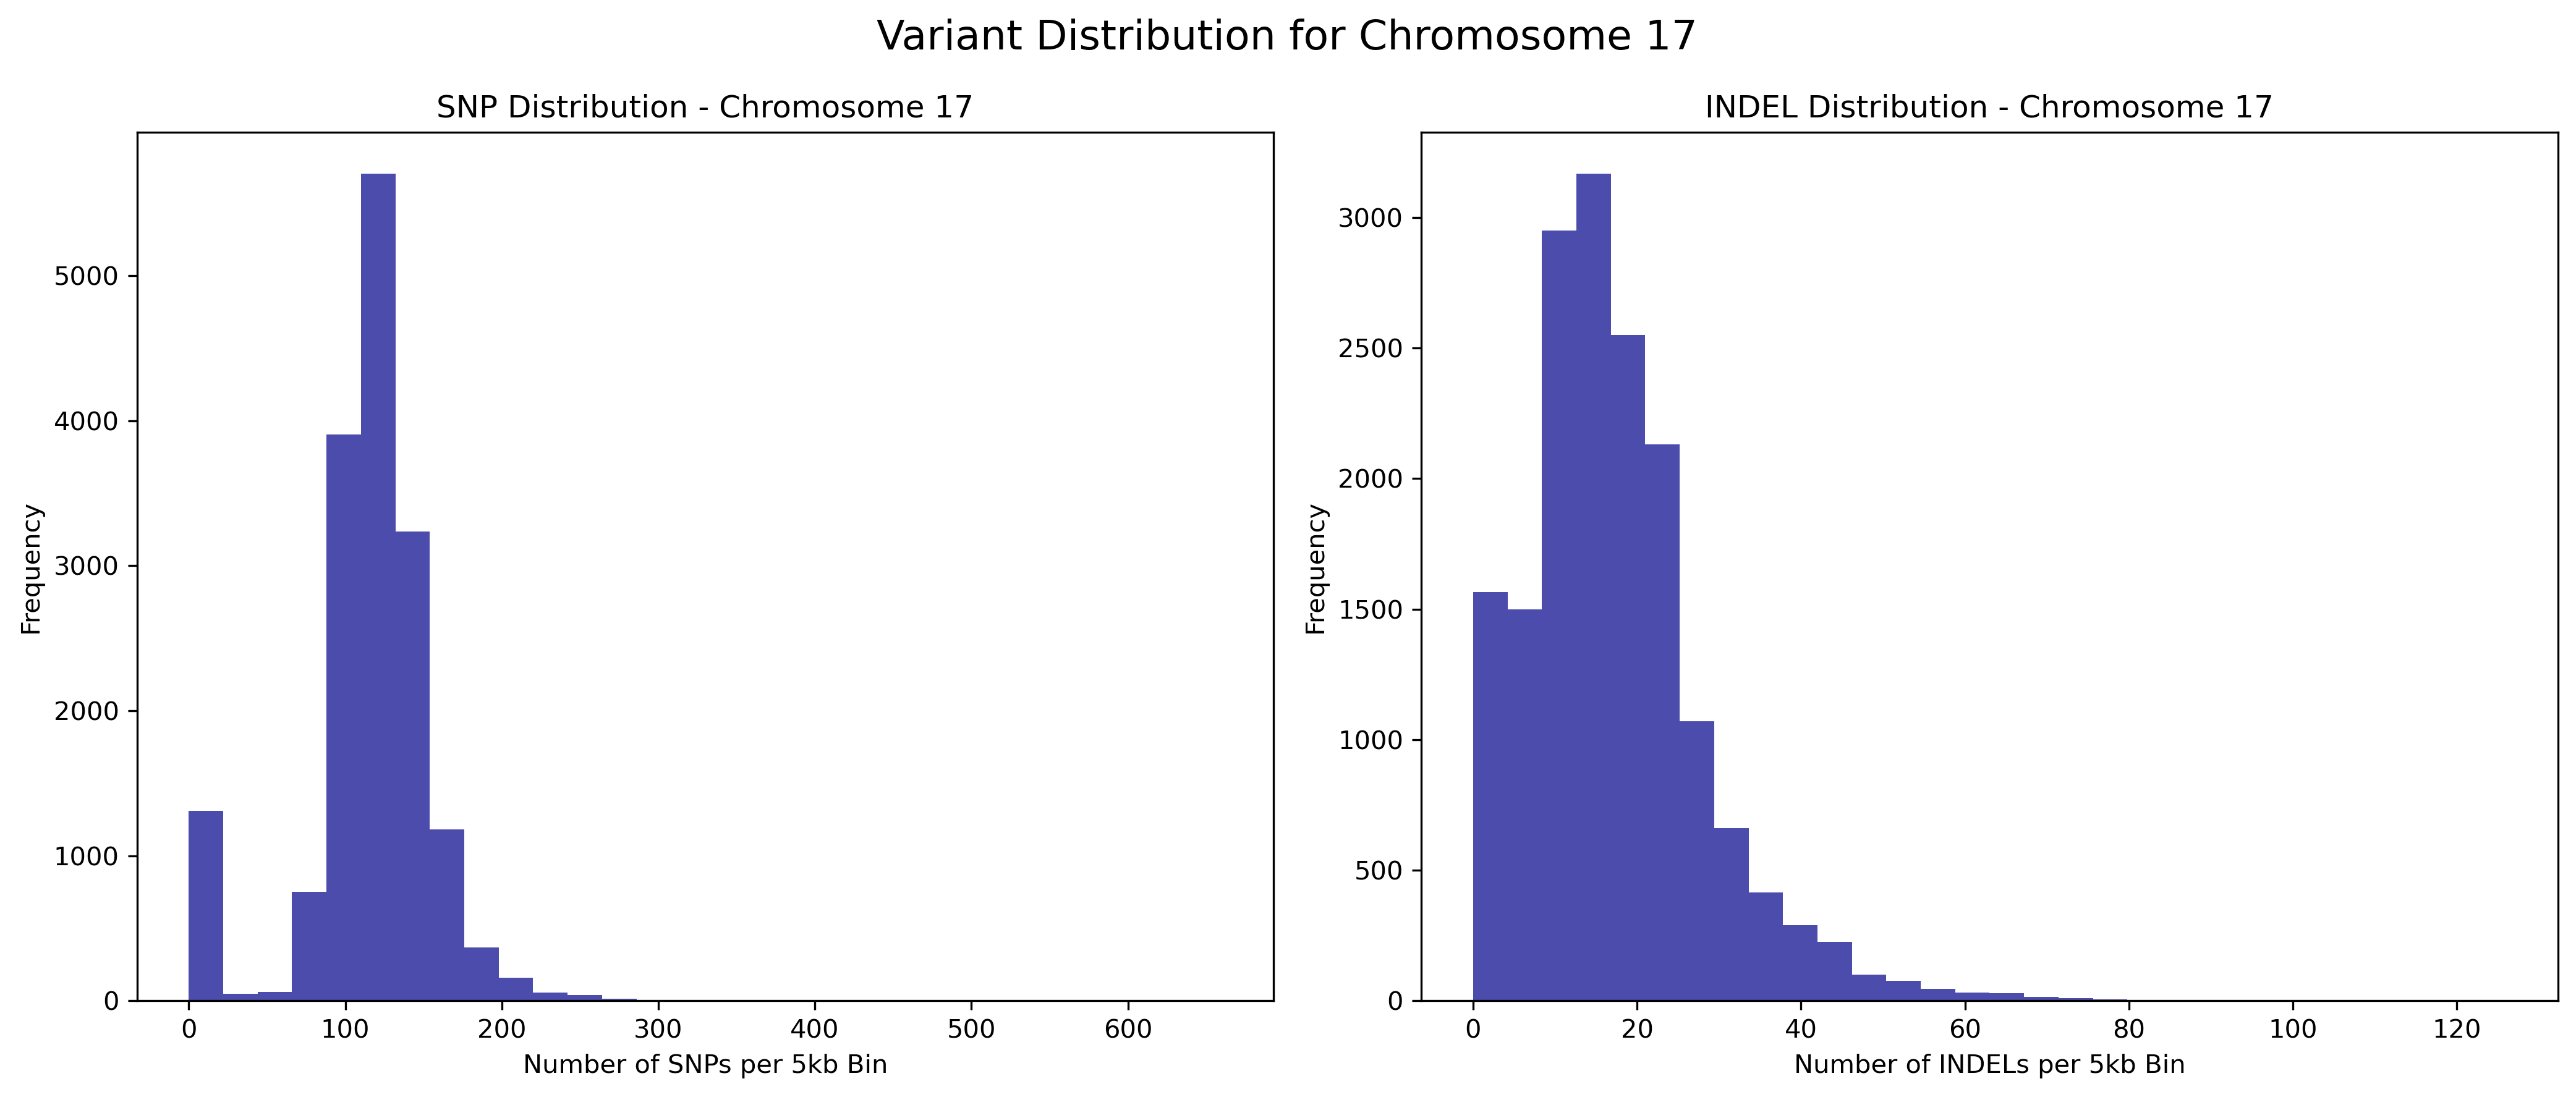 Variant Distribution for Chromosome 17
SNP Distribution - Chromosome 17
Frequency
5000
4000
3000
2000
1000
0
0 100 200 300 400 500 600
Number of SNPs per 5kb Bin
INDEL Distribution - Chromosome 17
Frequency
3000
2500
2000
1500
1000
500
0
0 20 40 60 80 100 120
Number of INDELs per 5kb Bin